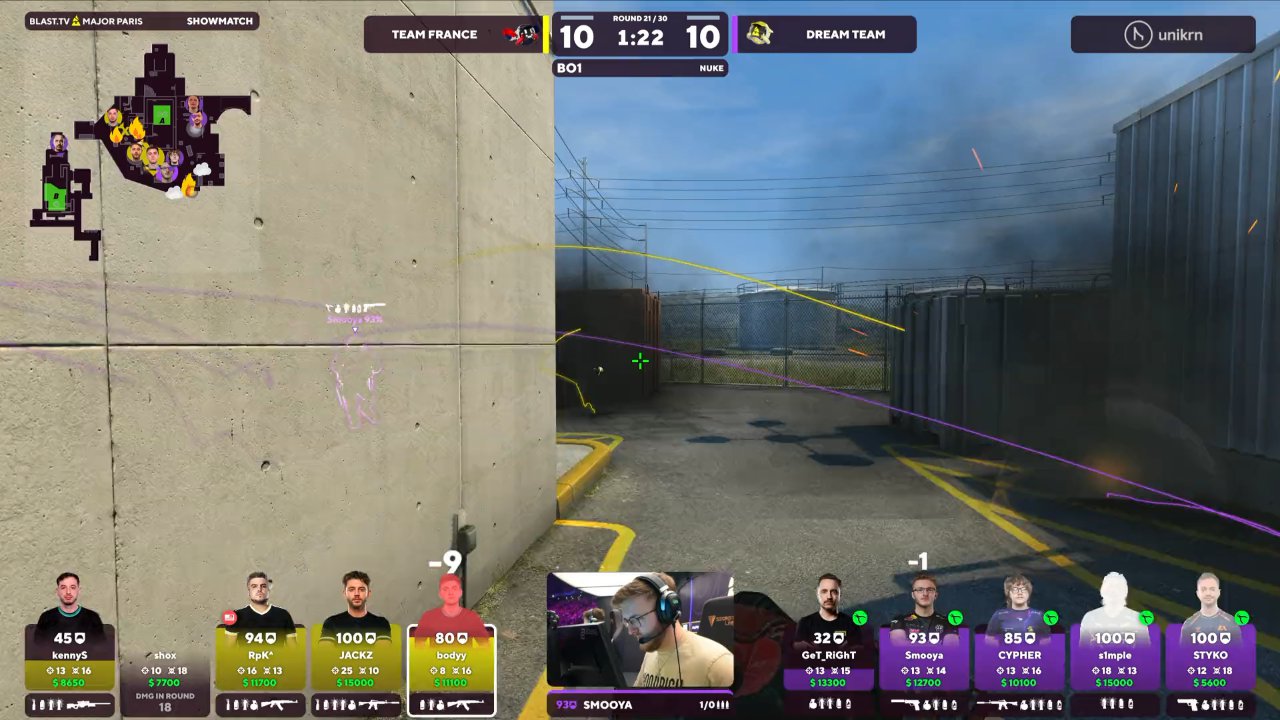 BLAST.TV MAJOR PARIS SHOWMATCH
TEAM FRANCE
10
ROUND 21 / 30
1:22
10
DREAM TEAM
unikrn
BO1 NUKE
A
B
Smooya 93%
-9
-1
45
kennyS
13 16
$8650
shox
10 18
$7700
DMG IN ROUND
18
94
RpK^
16 13
$11700
100
JACKZ
25 10
$15000
80
bodyy
8 16
$11100
93 SMOOYA 1/0
32
GeT_RiGhT
13 15
$13300
93
Smooya
13 14
$12700
85
CYPHER
13 16
$10100
100
s1mple
18 13
$15000
100
STYKO
12 18
$5600